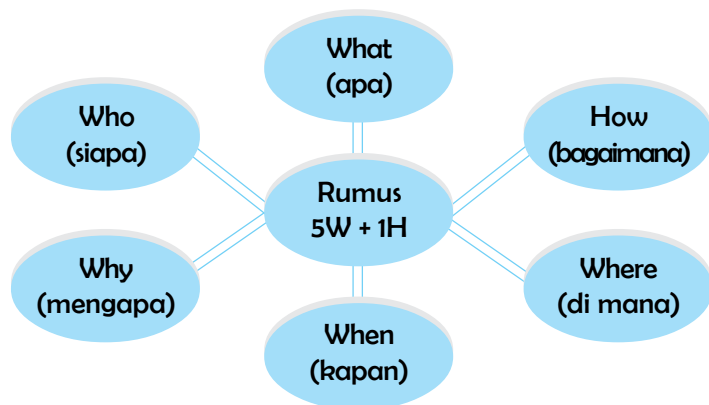 What
(apa)
Who
(siapa)
How
(bagaimana)
Rumus
5W + 1H
Why
(mengapa)
Where
(di mana)
When
(kapan)